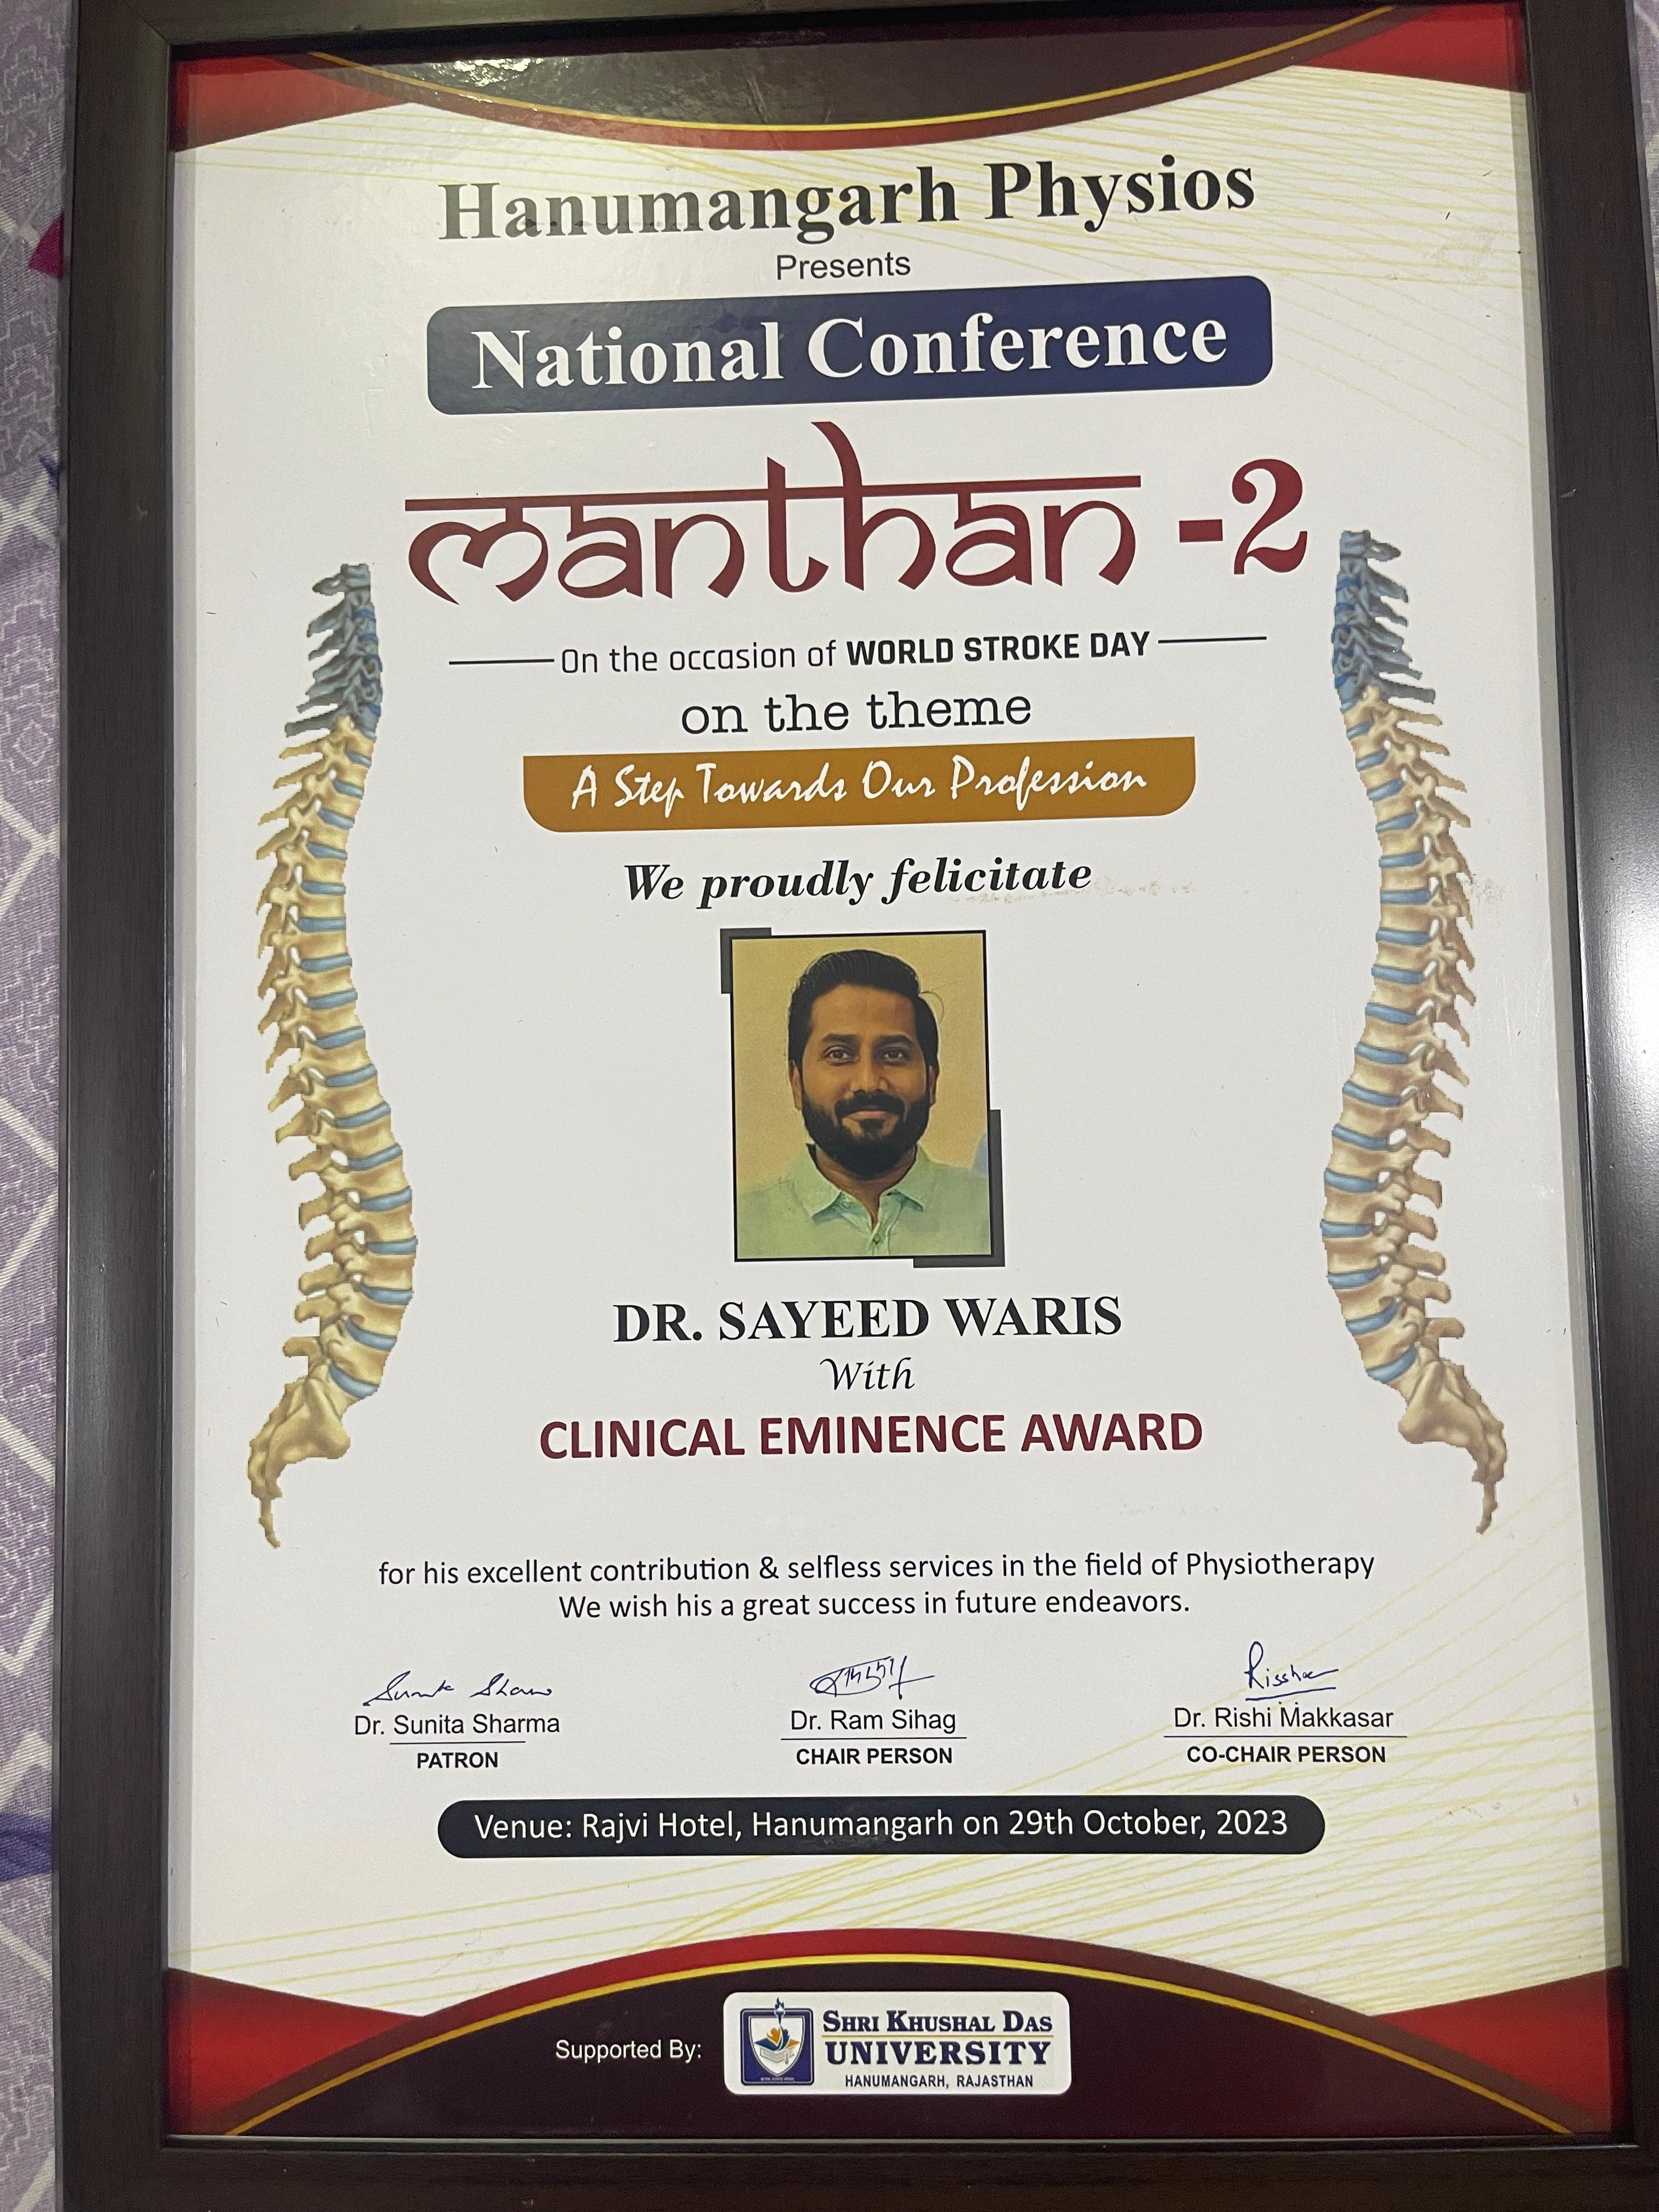 Hanumangarh Physios
Presents
National Conference
manthan -2
On the occasion of WORLD STROKE DAY
on the theme
A Step Towards Our Profession
We proudly felicitate
DR. SAYEED WARIS
With
CLINICAL EMINENCE AWARD
for his excellent contribution & selfless services in the field of Physiotherapy
We wish his a great success in future endeavors.
Dr. Sunita Sharma
PATRON
Dr. Ram Sihag
CHAIR PERSON
Dr. Rishi Makkasar
CO-CHAIR PERSON
Venue: Rajvi Hotel, Hanumangarh on 29th October, 2023
Supported By:
SHRI KHUSHAL DAS
UNIVERSITY
HANUMANGARH, RAJASTHAN